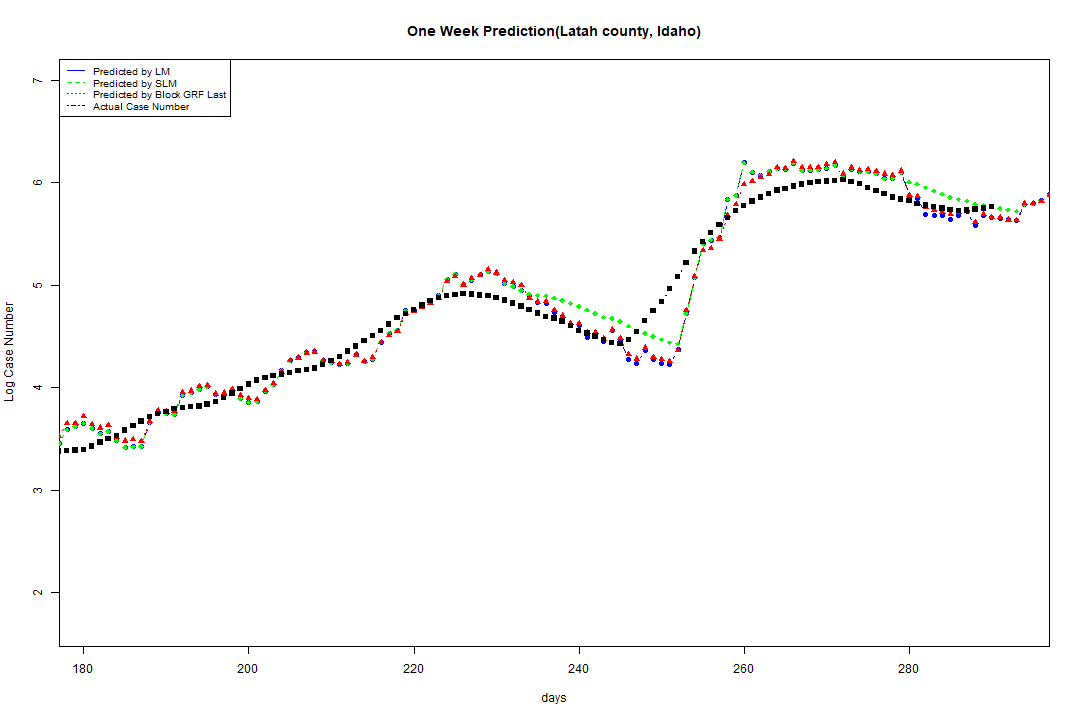 One Week Prediction(Latah county, Idaho)
Predicted by LM
Predicted by SLM
Predicted by Block GRF Last
Actual Case Number
7
6
5
4
3
2
Log Case Number
180 200 220 240 260 280
days